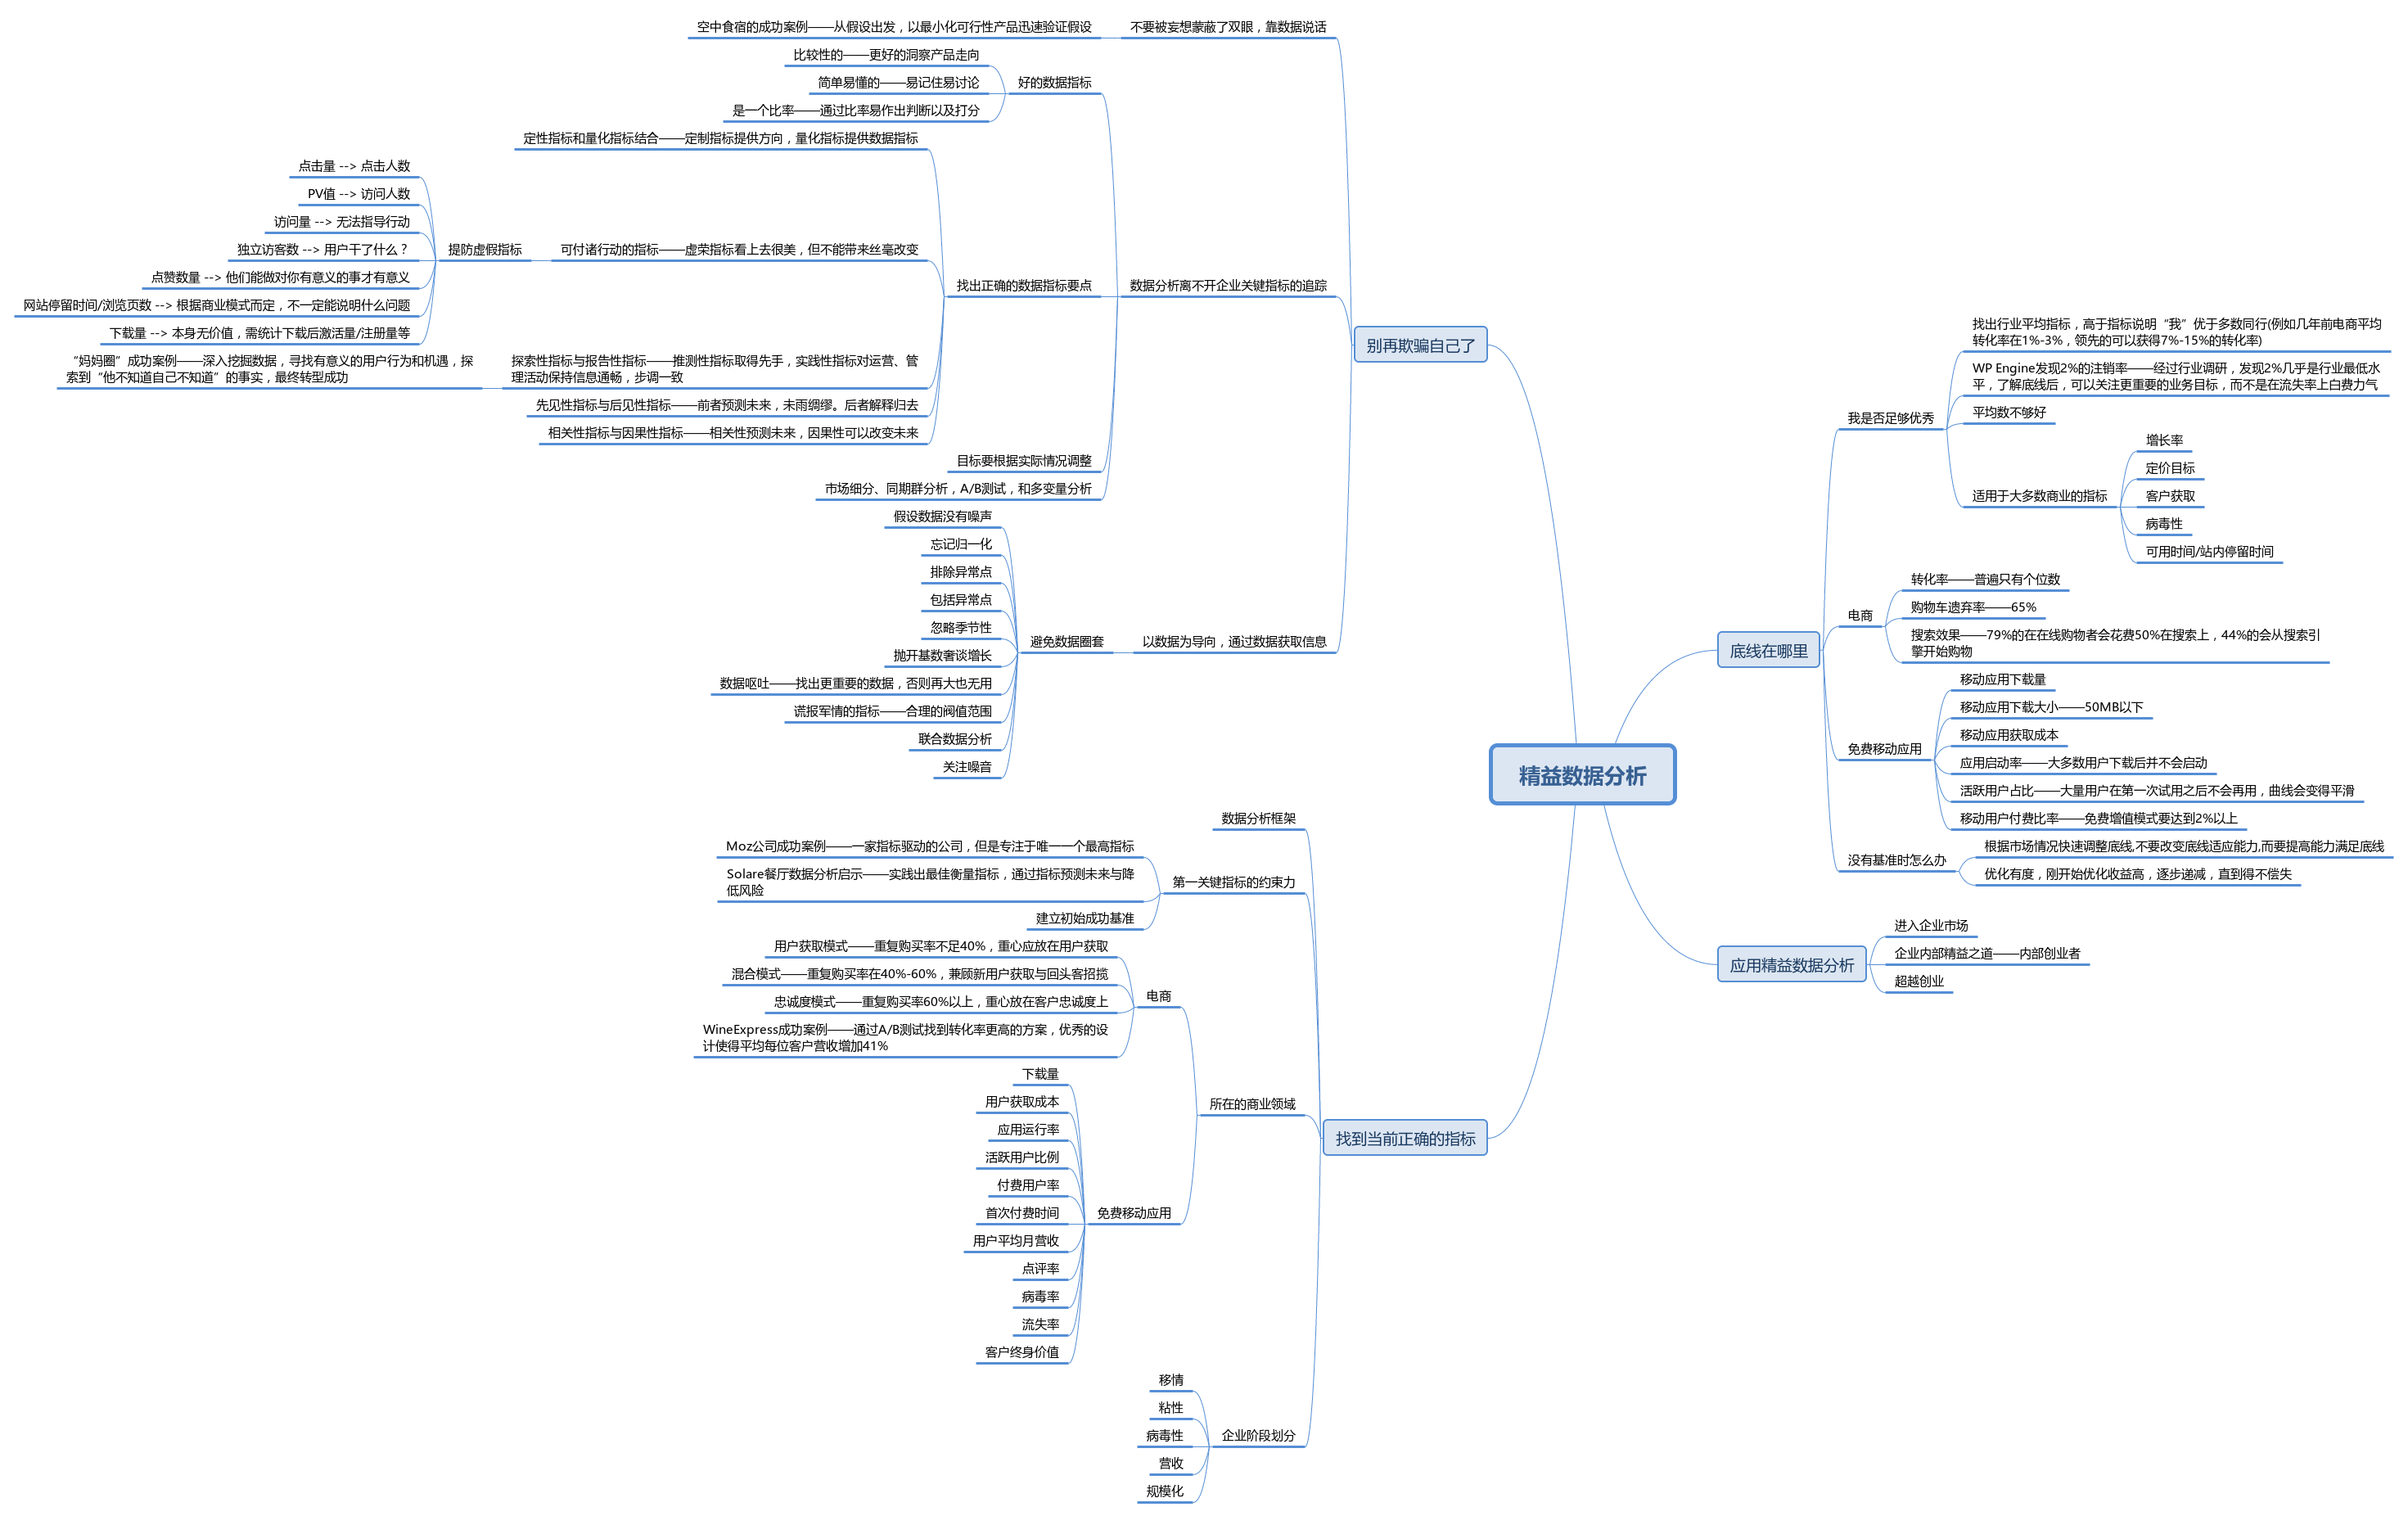 精益数据分析
别再欺骗自己了
不要被妄想蒙蔽了双眼，靠数据说话
空中食宿的成功案例——从假设出发，以最小化可行性产品迅速验证假设
数据分析离不开企业关键指标的追踪
好的数据指标
比较性的——更好的洞察产品走向
简单易懂的——易记住易讨论
是一个比率——通过比率易作出判断以及打分
找出正确的数据指标要点
定性指标和量化指标结合——定制指标提供方向，量化指标提供数据指标
可付诸行动的指标——虚荣指标看上去很美，但不能带来丝毫改变
提防虚假指标
点击量 --> 点击人数
PV值 --> 访问人数
访问量 --> 无法指导行动
独立访客数 --> 用户干了什么？
点赞数量 --> 他们能做对你有意义的事才有意义
网站停留时间/浏览页数 --> 根据商业模式而定，不一定能说明什么问题
下载量 --> 本身无价值，需统计下载后激活量/注册量等
探索性指标与报告性指标——推测性指标取得先手，实践性指标对运营、管
理活动保持信息通畅，步调一致
“妈妈圈”成功案例——深入挖掘数据，寻找有意义的用户行为和机遇，探
索到“他不知道自己不知道”的事实，最终转型成功
先见性指标与后见性指标——前者预测未来，未雨绸缪。后者解释归去
相关性指标与因果性指标——相关性预测未来，因果性可以改变未来
目标要根据实际情况调整
市场细分、同期群分析，A/B测试，和多变量分析
以数据为导向，通过数据获取信息
避免数据圈套
假设数据没有噪声
忘记归一化
排除异常点
包括异常点
忽略季节性
抛开基数奢谈增长
数据呕吐——找出更重要的数据，否则再大也无用
谎报军情的指标——合理的阀值范围
联合数据分析
关注噪音
找到当前正确的指标
数据分析框架
第一关键指标的约束力
Moz公司成功案例——一家指标驱动的公司，但是专注于唯一一个最高指标
Solare餐厅数据分析启示——实践出最佳衡量指标，通过指标预测未来与降
低风险
建立初始成功基准
所在的商业领域
电商
用户获取模式——重复购买率不足40%，重心应放在用户获取
混合模式——重复购买率在40%-60%，兼顾新用户获取与回头客招揽
忠诚度模式——重复购买率60%以上，重心放在客户忠诚度上
WineExpress成功案例——通过A/B测试找到转化率更高的方案，优秀的设
计使得平均每位客户营收增加41%
免费移动应用
下载量
用户获取成本
应用运行率
活跃用户比例
付费用户率
首次付费时间
用户平均月营收
点评率
病毒率
流失率
客户终身价值
企业阶段划分
移情
粘性
病毒性
营收
规模化
底线在哪里
我是否足够优秀
找出行业平均指标，高于指标说明“我”优于多数同行(例如几年前电商平均
转化率在1%-3%，领先的可以获得7%-15%的转化率)
WP Engine发现2%的注销率——经过行业调研，发现2%几乎是行业最低水
平，了解底线后，可以关注更重要的业务目标，而不是在流失率上白费力气
平均数不够好
适用于大多数商业的指标
增长率
定价目标
客户获取
病毒性
可用时间/站内停留时间
电商
转化率——普遍只有个位数
购物车遗弃率——65%
搜索效果——79%的在在线购物者会花费50%在搜索上，44%的会从搜索引
擎开始购物
免费移动应用
移动应用下载量
移动应用下载大小——50MB以下
移动应用获取成本
应用启动率——大多数用户下载后并不会启动
活跃用户占比——大量用户在第一次试用之后不会再用，曲线会变得平滑
移动用户付费比率——免费增值模式要达到2%以上
没有基准时怎么办
根据市场情况快速调整底线,不要改变底线适应能力,而要提高能力满足底线
优化有度，刚开始优化收益高，逐步递减，直到得不偿失
应用精益数据分析
进入企业市场
企业内部精益之道——内部创业者
超越创业